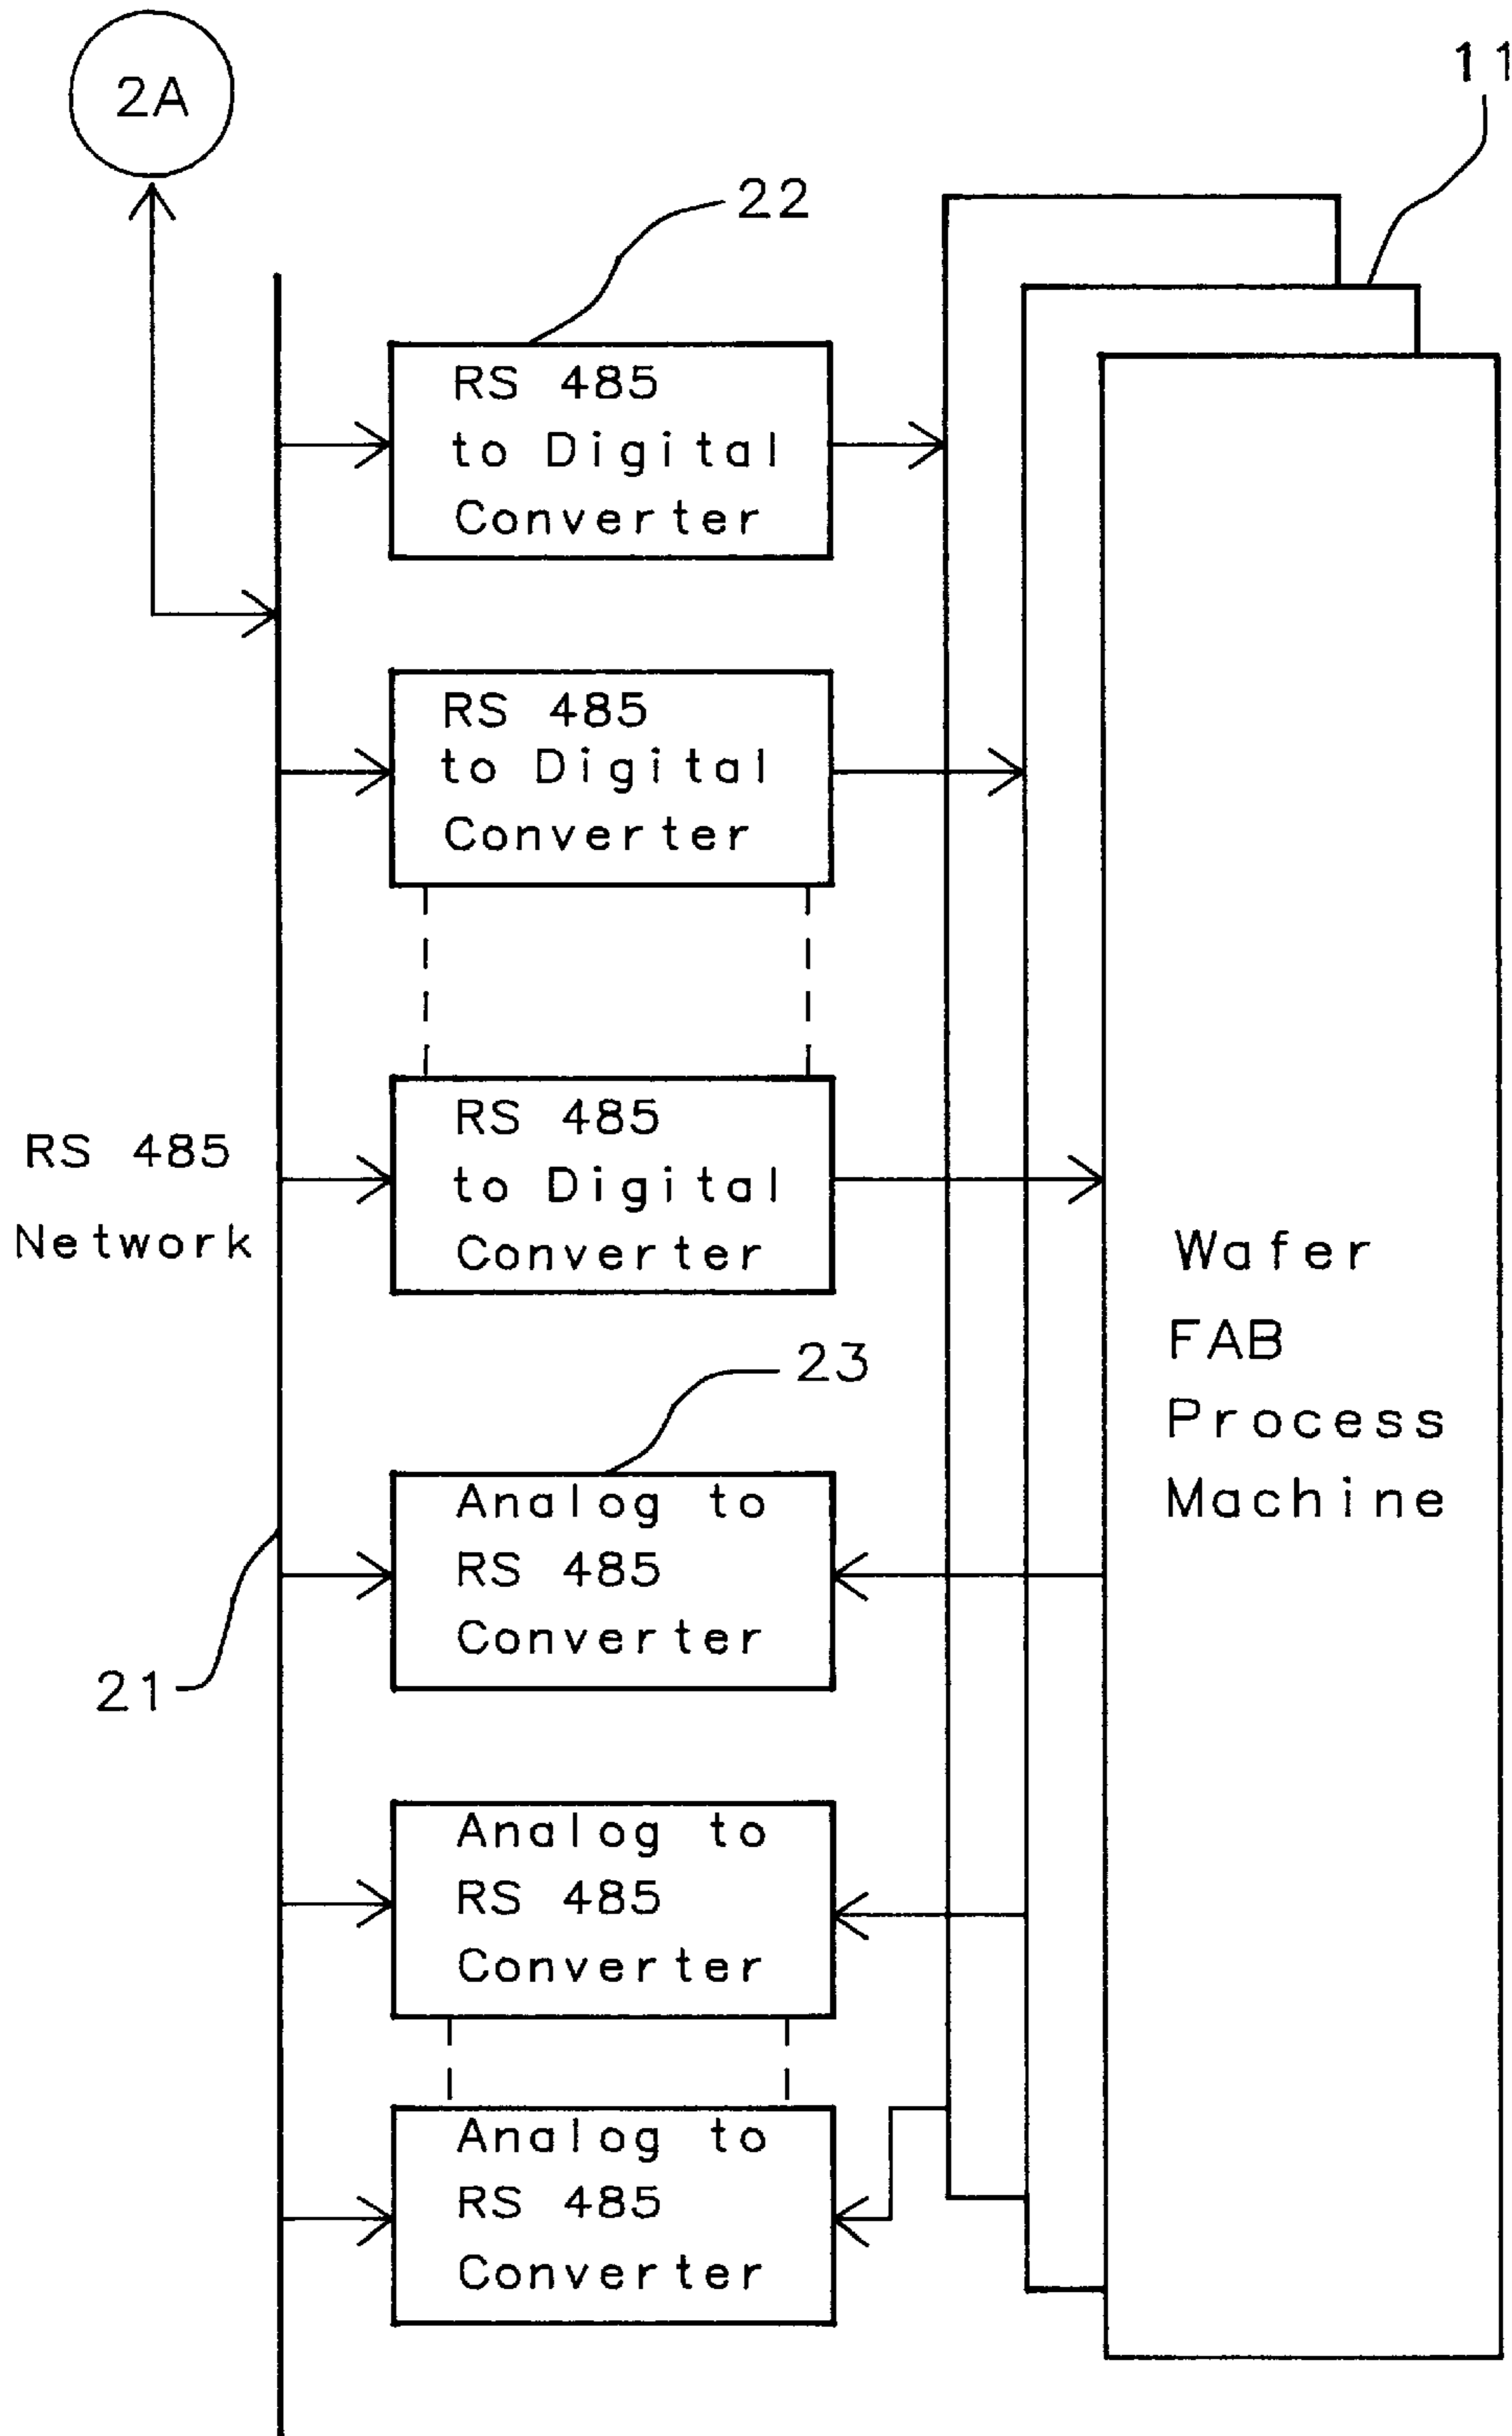 2A
11
22
RS 485
to Digital
Converter
RS 485
to Digital
Converter
RS 485
to Digital
Converter
RS 485
Network
Wafer
FAB
Process
Machine
23
Analog to
RS 485
Converter
21
Analog to
RS 485
Converter
Analog to
RS 485
Converter